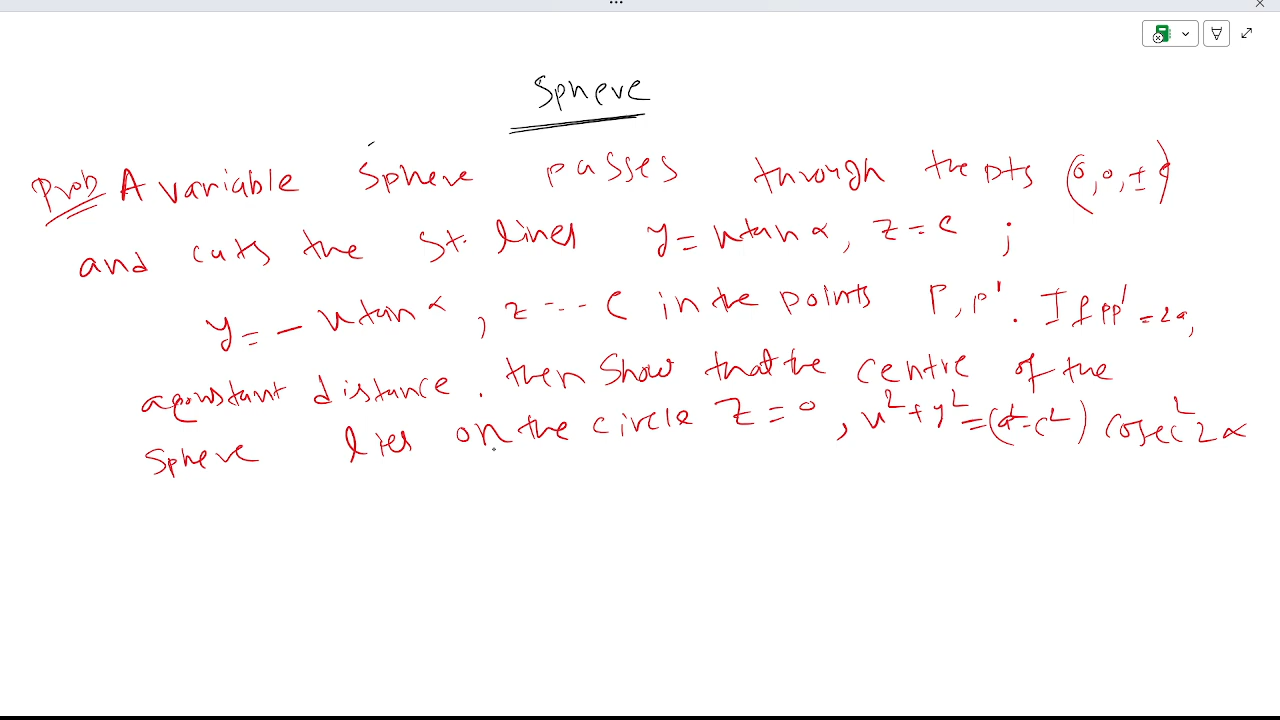 Sphere
Prob A variable sphere passes through the pts (0,0,±c)
and cuts the st. lines y = x tan α, z = c ;
y = - x tan α, z = - c in the points P, P'. If PP' = 2a,
a constant distance. then show that the centre of the
sphere lies on the circle z = 0, x² + y² = (a² - c²) cosec² 2α